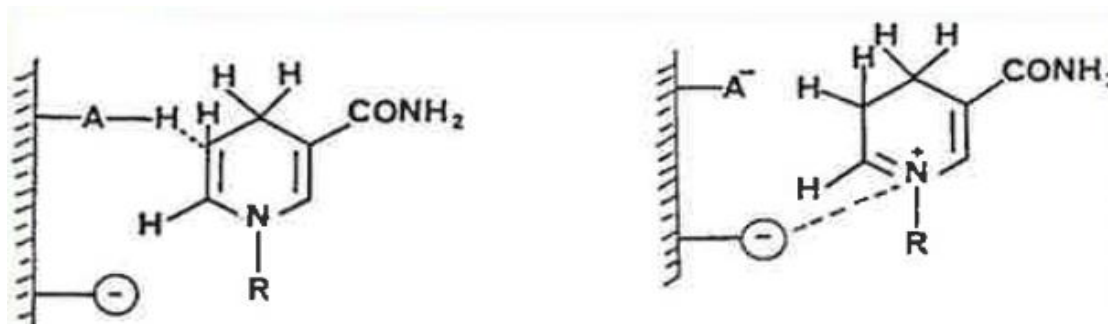 H H H H
A—H H CONH₂ A⁻ H CONH₂
H N H N⁺
R − R
−